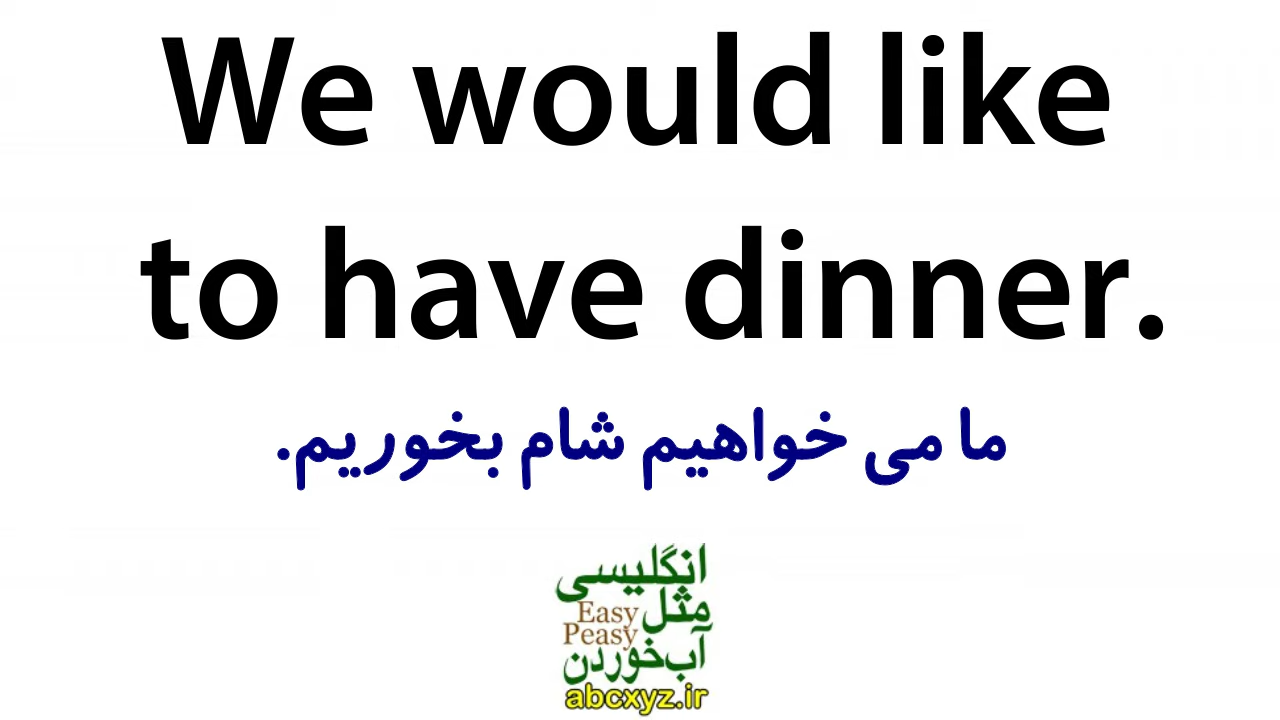 We would like
to have dinner.
ما می خواهیم شام بخوریم.
انگلیسی
مثل
Easy
Peasy
آب‌خوردن
abcxyz.ir